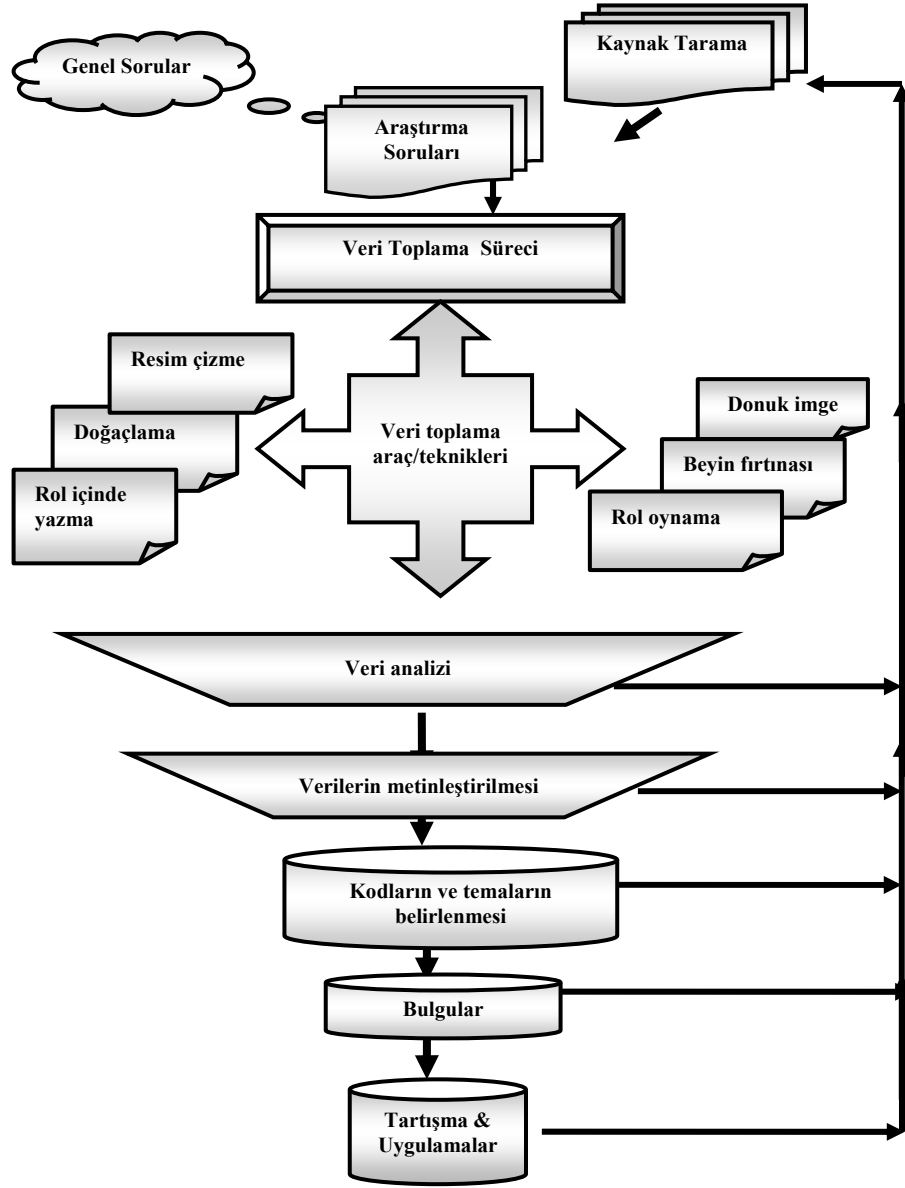 Genel Sorular
Kaynak Tarama
Araştırma
Soruları
Veri Toplama  Süreci
Resim çizme
Doğaçlama
Rol içinde
yazma
Veri toplama
araç/teknikleri
Donuk imge
Beyin fırtınası
Rol oynama
Veri analizi
Verilerin metinleştirilmesi
Kodların ve temaların
belirlenmesi
Bulgular
Tartışma &
Uygulamalar